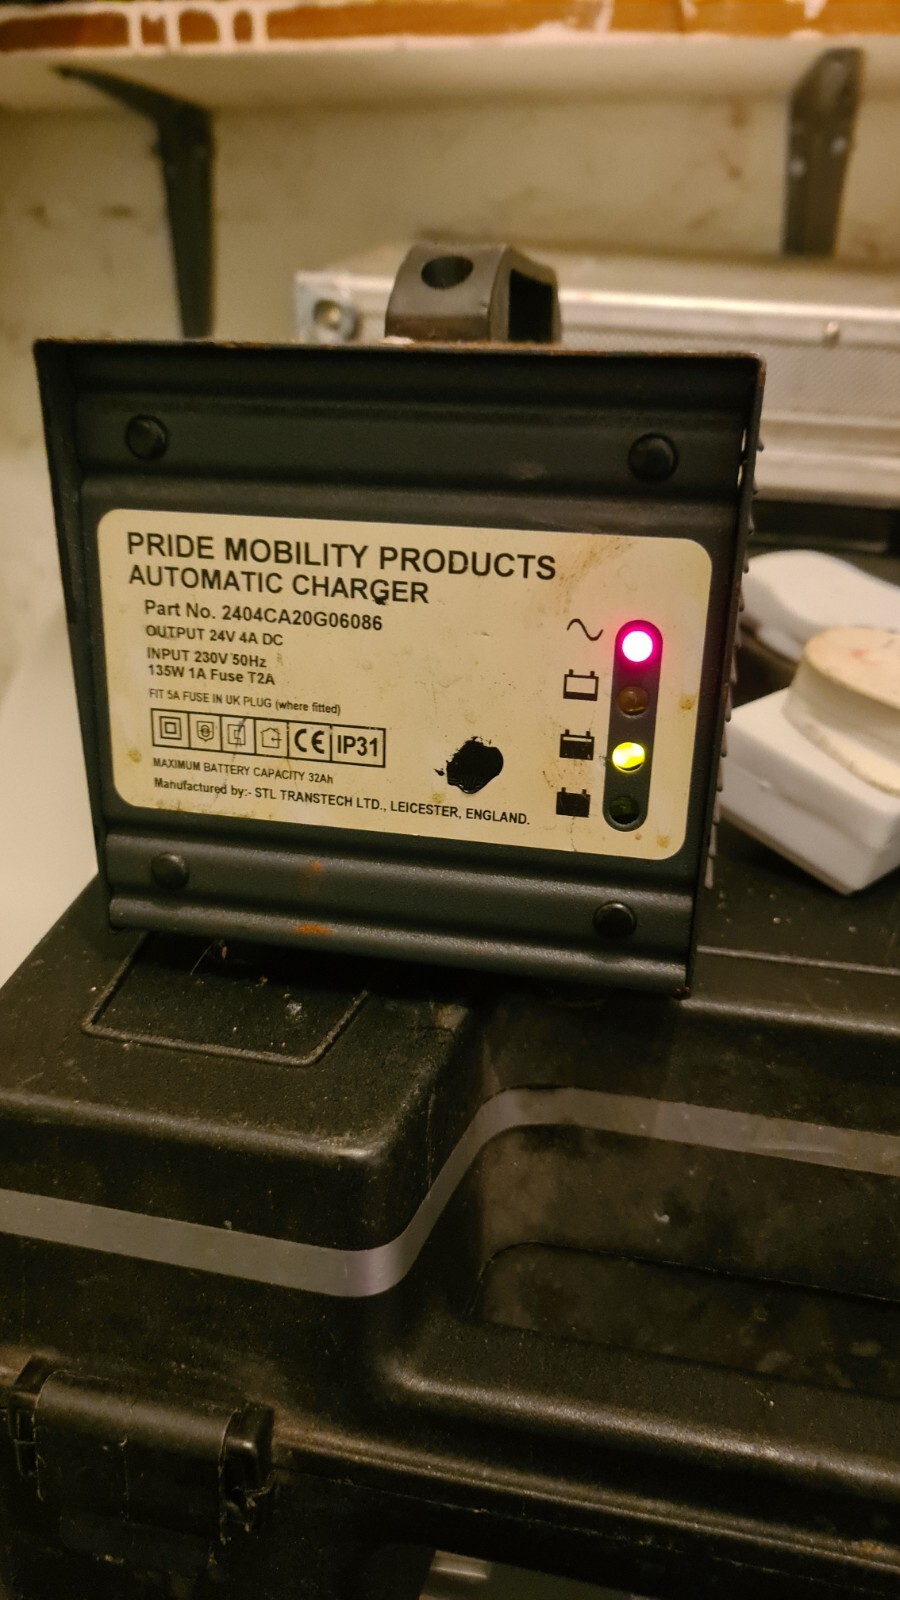 PRIDE MOBILITY PRODUCTS
AUTOMATIC CHARGER
Part No. 2404CA20G06086
OUTPUT 24V 4A DC
INPUT 230V 50Hz
135W 1A Fuse T2A
FIT 5A FUSE IN UK PLUG (where fitted)
CE IP31
MAXIMUM BATTERY CAPACITY 32Ah
Manufactured by:- STL TRANSTECH LTD., LEICESTER, ENGLAND.